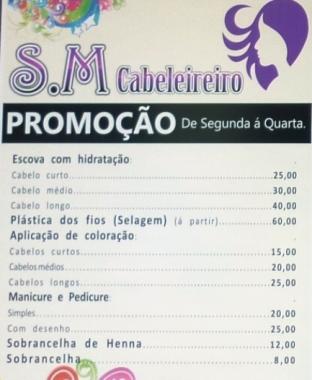 S.M Cabeleireiro
PROMOÇÃO De Segunda á Quarta.
Escova com hidratação:
Cabelo curto...25,00
Cabelo médio...30,00
Cabelo longo...40,00
Plástica dos fios (Selagem) (á partir)...60,00
Aplicação de coloração:
Cabelos curtos...15,00
Cabelos médios...20,00
Cabelos longos...25,00
Manicure e Pedicure:
Simples...20,00
Com desenho...25,00
Sobrancelha de Henna...12,00
Sobrancelha...8,00